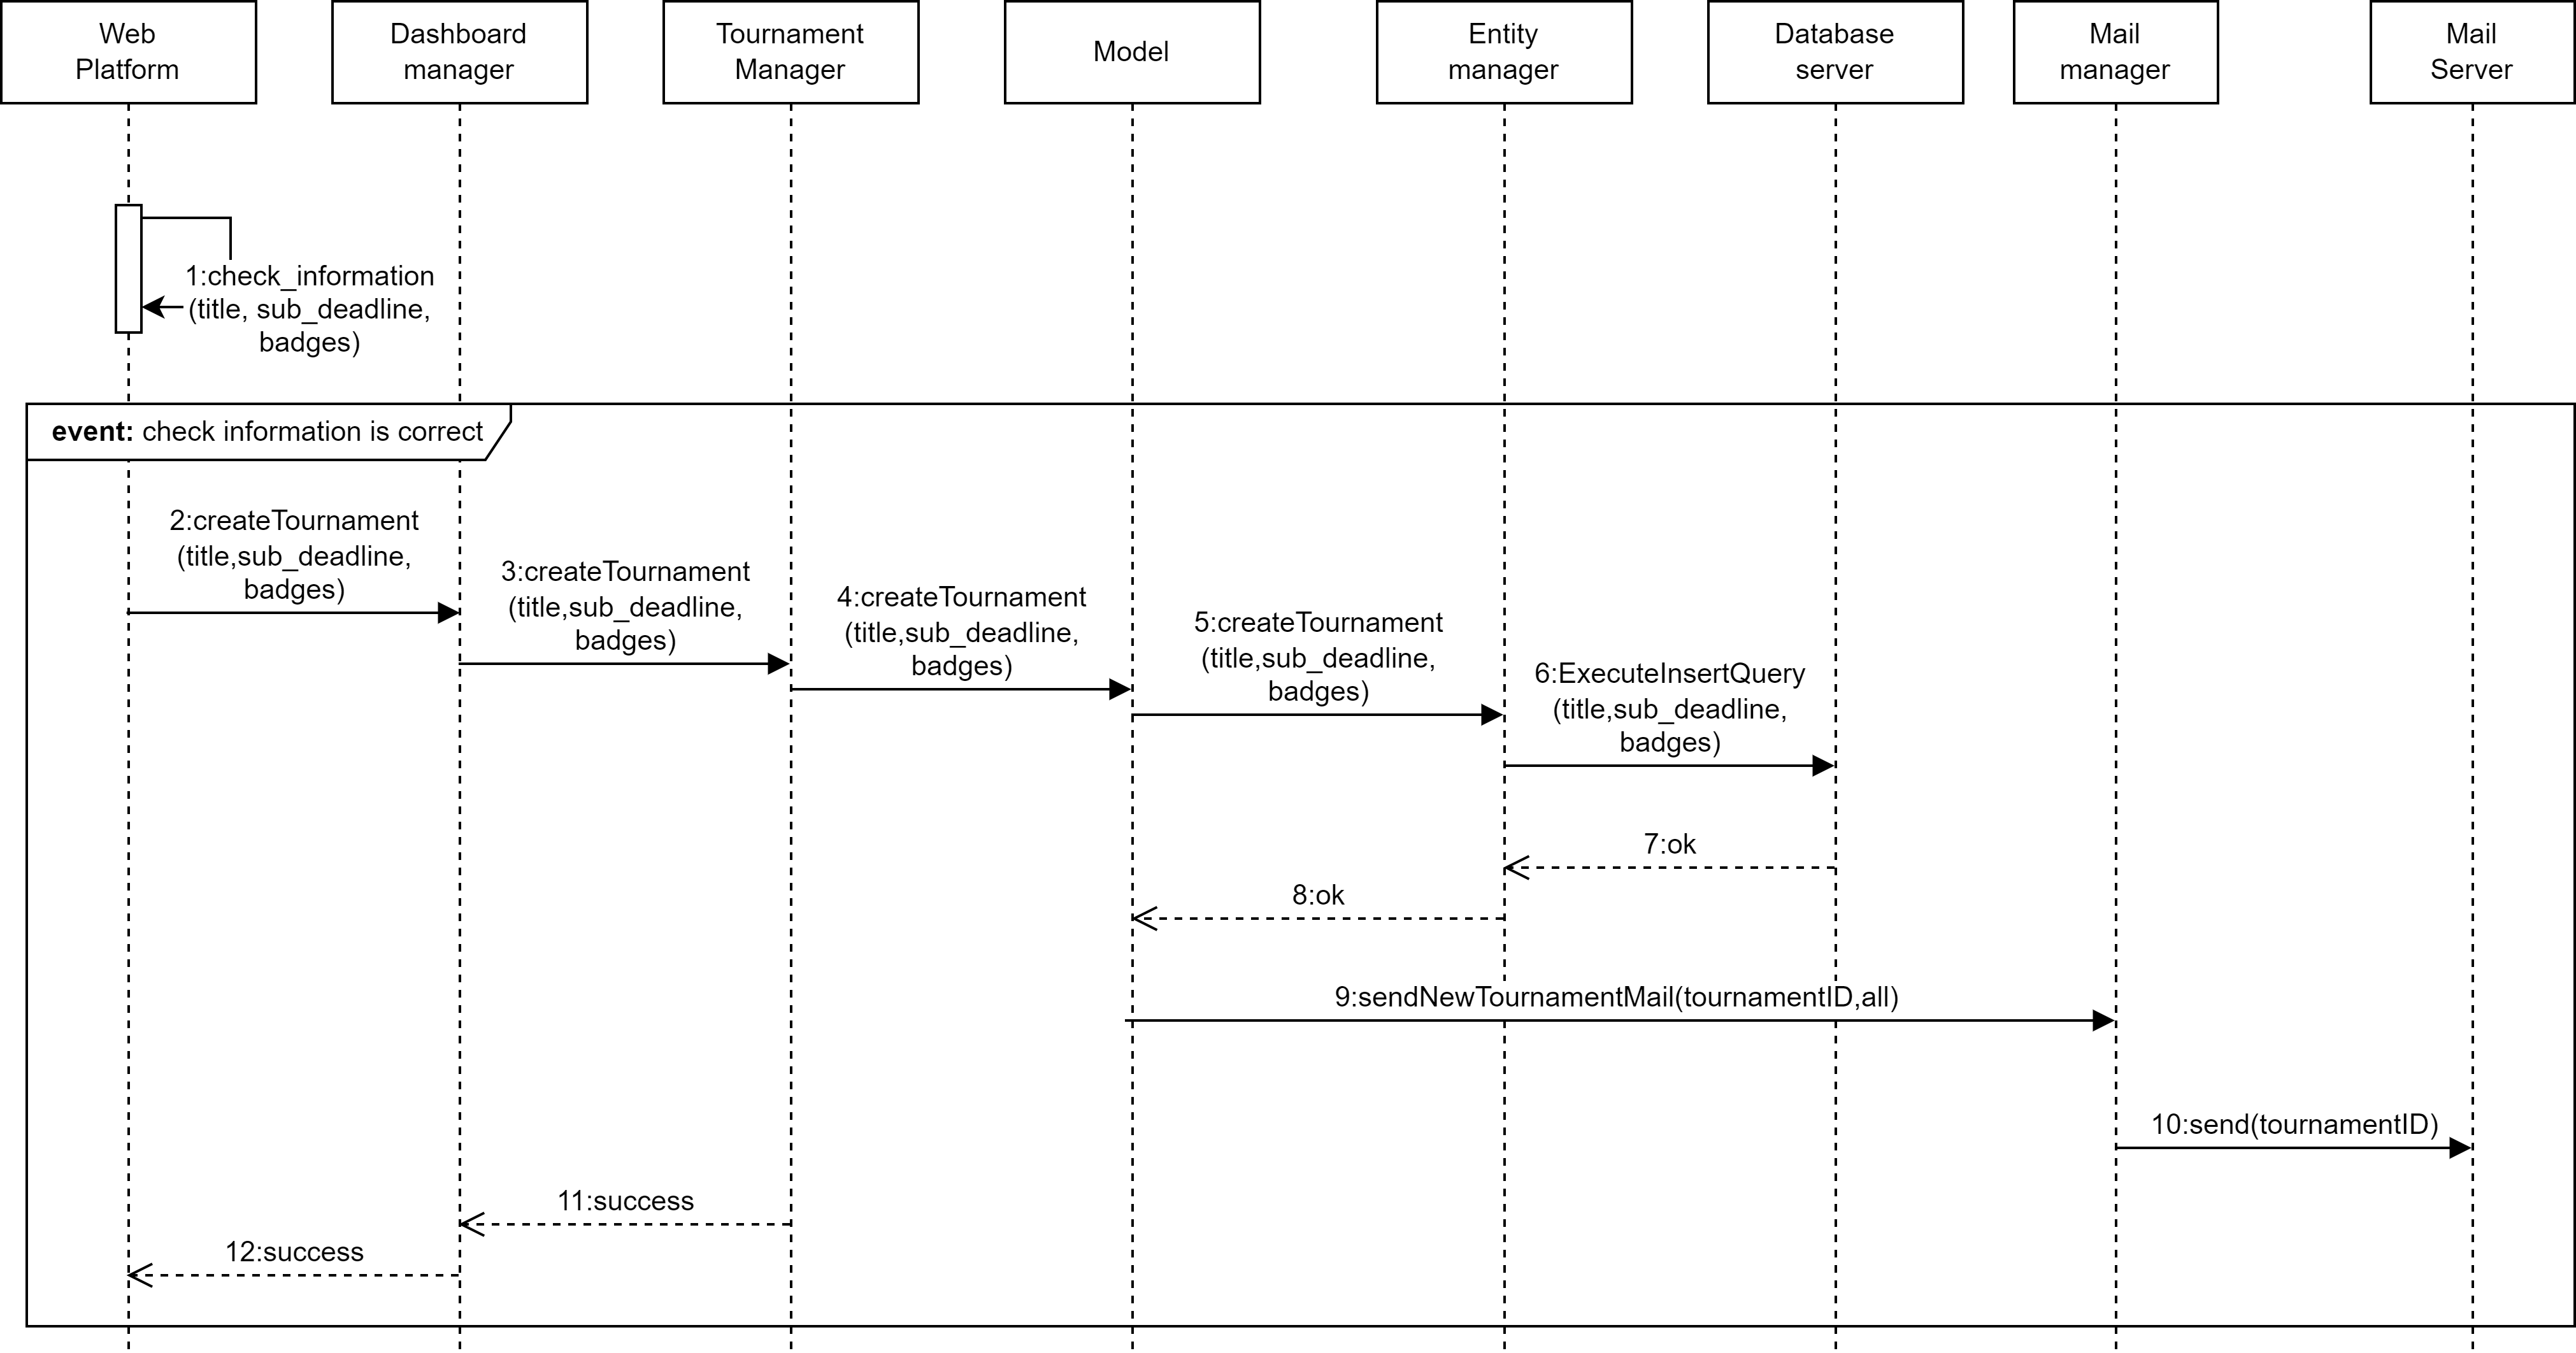 Web
Platform
Dashboard
manager
Tournament
Manager
Model
Entity
manager
Database
server
Mail
manager
Mail
Server
1:check_information
(title, sub_deadline,
badges)
event: check information is correct
2:createTournament
(title,sub_deadline,
badges)
3:createTournament
(title,sub_deadline,
badges)
4:createTournament
(title,sub_deadline,
badges)
5:createTournament
(title,sub_deadline,
badges)
6:ExecuteInsertQuery
(title,sub_deadline,
badges)
7:ok
8:ok
9:sendNewTournamentMail(tournamentID,all)
10:send(tournamentID)
11:success
12:success